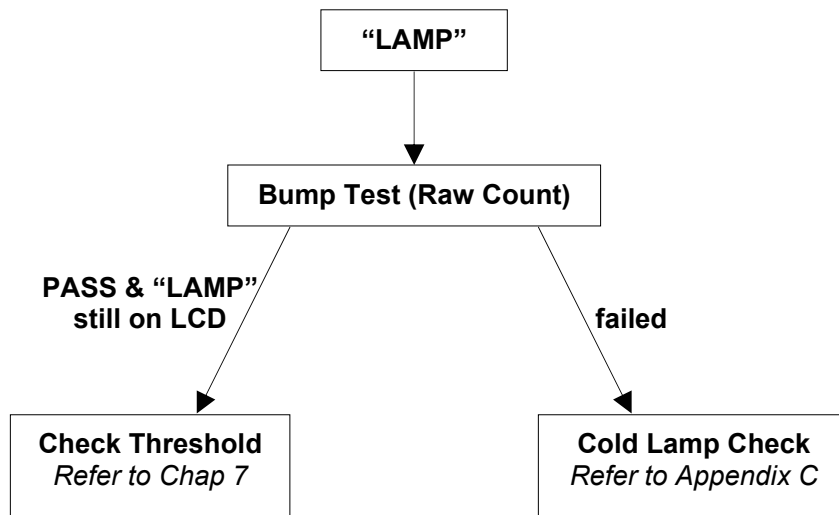 “LAMP”
Bump Test (Raw Count)
PASS & “LAMP”
still on LCD
failed
Check Threshold
Refer to Chap 7
Cold Lamp Check
Refer to Appendix C